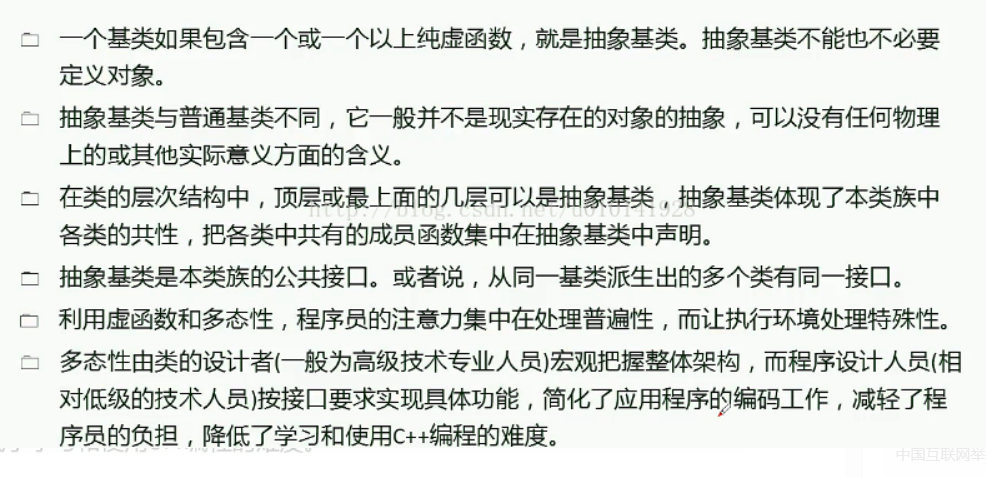 一个基类如果包含一个或一个以上纯虚函数，就是抽象基类。抽象基类不能也不必要
定义对象。
抽象基类与普通基类不同，它一般并不是现实存在的对象的抽象，可以没有任何物理
上的或其他实际意义方面的含义。
在类的层次结构中，顶层或最上面的几层可以是抽象基类，抽象基类体现了本类族中
http://blog.csdn.net/u010141928
各类的共性，把各类中共有的成员函数集中在抽象基类中声明。
抽象基类是本类族的公共接口。或者说，从同一基类派生出的多个类有同一接口。
利用虚函数和多态性，程序员的注意力集中在处理普遍性，而让执行环境处理特殊性。
多态性由类的设计者(一般为高级技术专业人员)宏观把握整体架构，而程序设计人员(相
对低级的技术人员)按接口要求实现具体功能，简化了应用程序的编码工作，减轻了程
序员的负担，降低了学习和使用C++编程的难度。
中国互联网举